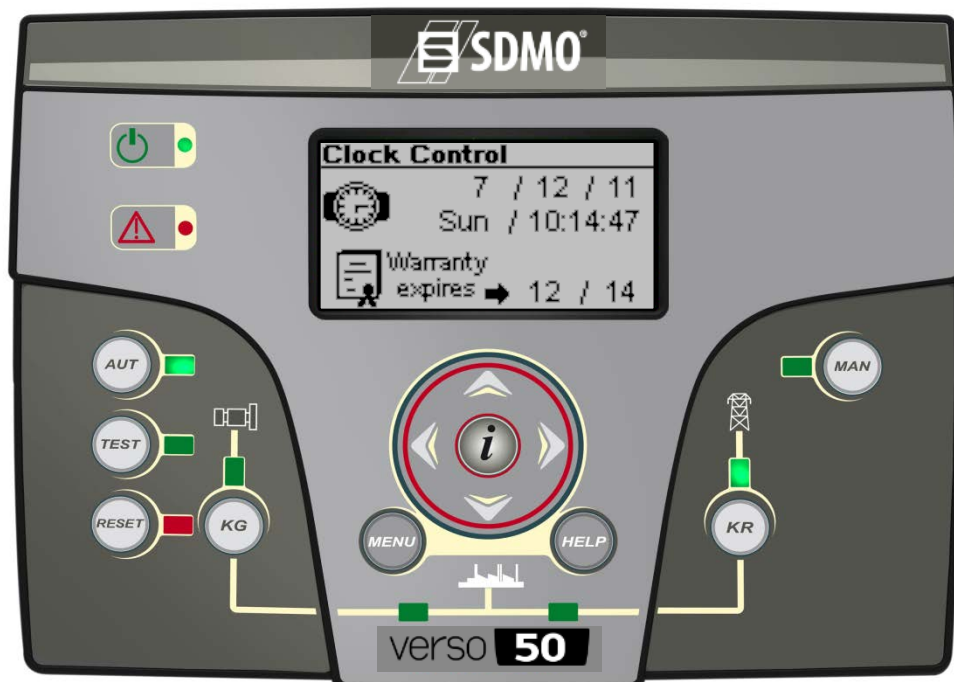 SDMO®
Clock Control
7 / 12 / 11
Sun / 10:14:47
Warranty
expires ➡ 12 / 14
AUT
MAN
TEST
RESET
KG
i
KR
MENU
HELP
verso 50